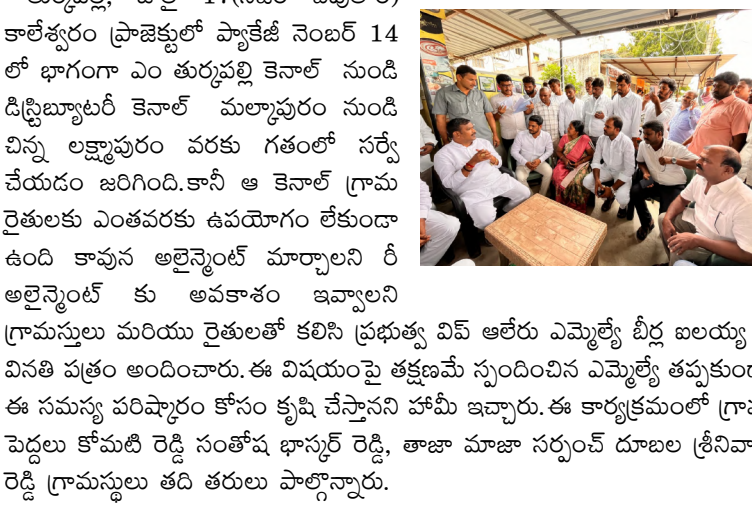 కాలేశ్వరం ప్రాజెక్టులో ప్యాకేజీ నెంబర్ 14
లో భాగంగా ఎం తుర్కపల్లి కెనాల్ నుండి
డిస్ట్రిబ్యూటరీ కెనాల్ మల్కాపురం నుండి
చిన్న లక్ష్మాపురం వరకు గతంలో సర్వే
చేయడం జరిగింది.కానీ ఆ కెనాల్ గ్రామ
రైతులకు ఎంతవరకు ఉపయోగం లేకుండా
ఉంది కావున అలైన్మెంట్ మార్చాలని రీ
అలైన్మెంట్ కు అవకాశం ఇవ్వాలని
గ్రామస్తులు మరియు రైతులతో కలిసి ప్రభుత్వ విప్ ఆలేరు ఎమ్మెల్యే బీర్ల ఐలయ్య
వినతి పత్రం అందించారు.ఈ విషయంపై తక్షణమే స్పందించిన ఎమ్మెల్యే
ఈ సమస్య పరిష్కారం కోసం కృషి చేస్తానని హామీ ఇచ్చారు.ఈ కార్యక్రమంలో
పెద్దలు కోమటి రెడ్డి సంతోష భాస్కర్ రెడ్డి, తాజా మాజా సర్పంచ్ దూబల
రెడ్డి గ్రామస్థులు తది తరులు పాల్గొన్నారు.